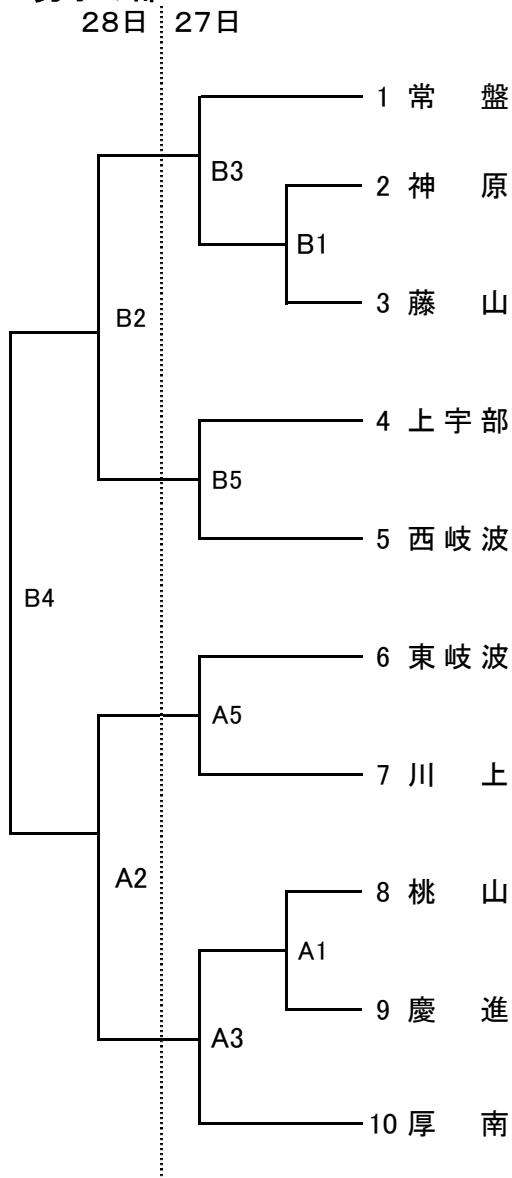 28日 27日
1 常 盤
B3
2 神 原
B1
3 藤 山
B2
4 上宇部
B5
5 西岐波
B4
6 東岐波
A5
7 川 上
A2
8 桃 山
A1
9 慶 進
A3
10 厚 南